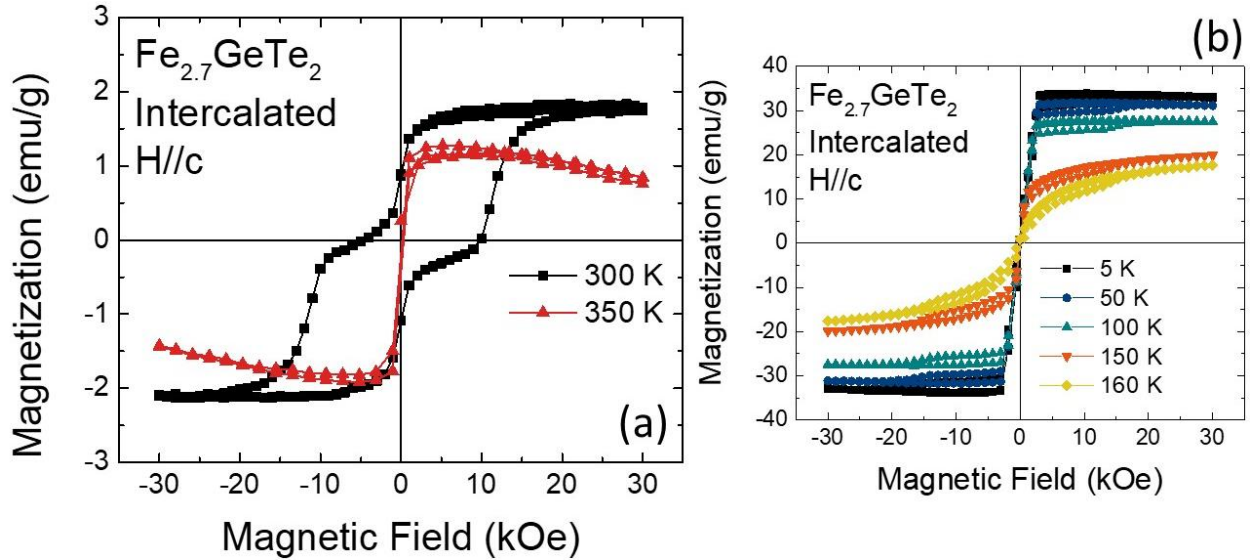 Fe2.7GeTe2
Intercalated
H//c
300 K
350 K
(a)
3
2
1
0
-1
-2
-3
-30 -20 -10 0 10 20 30
Magnetization (emu/g)
Magnetic Field (kOe)
(b)
Fe2.7GeTe2
Intercalated
H//c
5 K
50 K
100 K
150 K
160 K
40
30
20
10
0
-10
-20
-30
-40
-30 -20 -10 0 10 20 30
Magnetization (emu/g)
Magnetic Field (kOe)